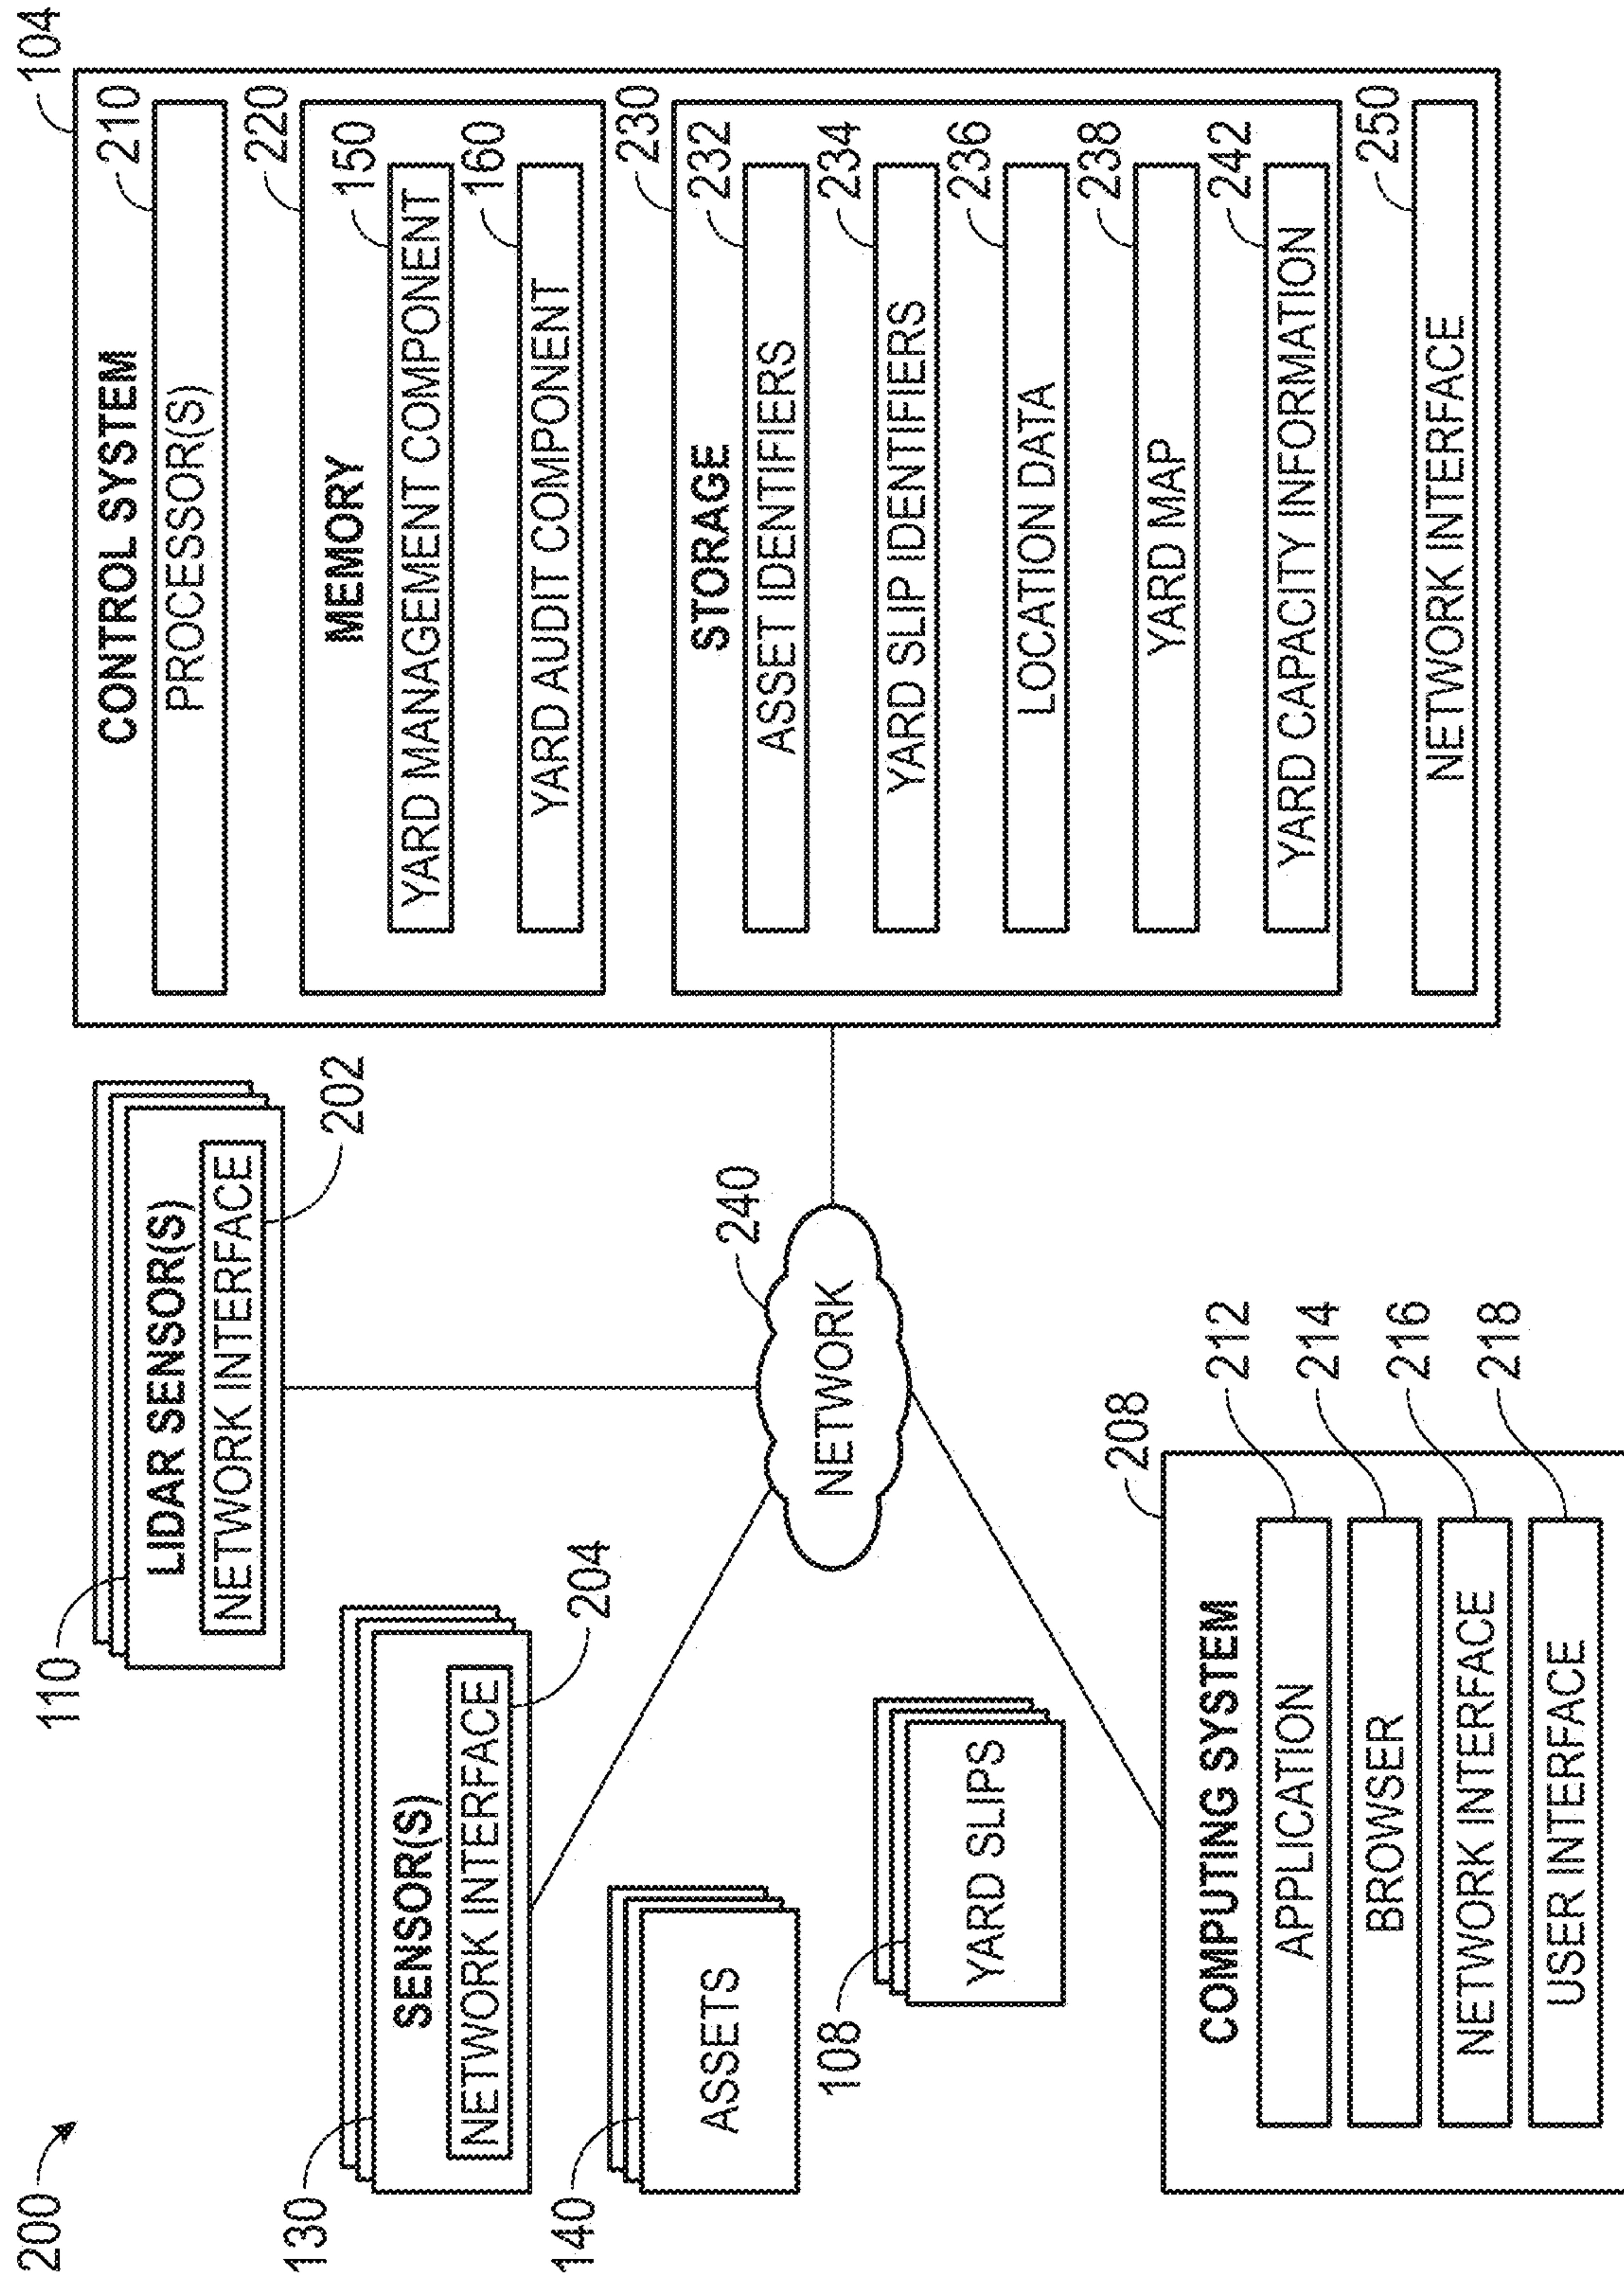 200
110
LIDAR SENSOR(S)
NETWORK INTERFACE
202
130
SENSOR(S)
NETWORK INTERFACE
204
140
ASSETS
108
YARD SLIPS
240
NETWORK
208
COMPUTING SYSTEM
APPLICATION
212
BROWSER
214
NETWORK INTERFACE
216
USER INTERFACE
218
104
CONTROL SYSTEM
210
PROCESSOR(S)
220
MEMORY
150
YARD MANAGEMENT COMPONENT
160
YARD AUDIT COMPONENT
230
STORAGE
232
ASSET IDENTIFIERS
234
YARD SLIP IDENTIFIERS
236
LOCATION DATA
238
YARD MAP
242
YARD CAPACITY INFORMATION
250
NETWORK INTERFACE